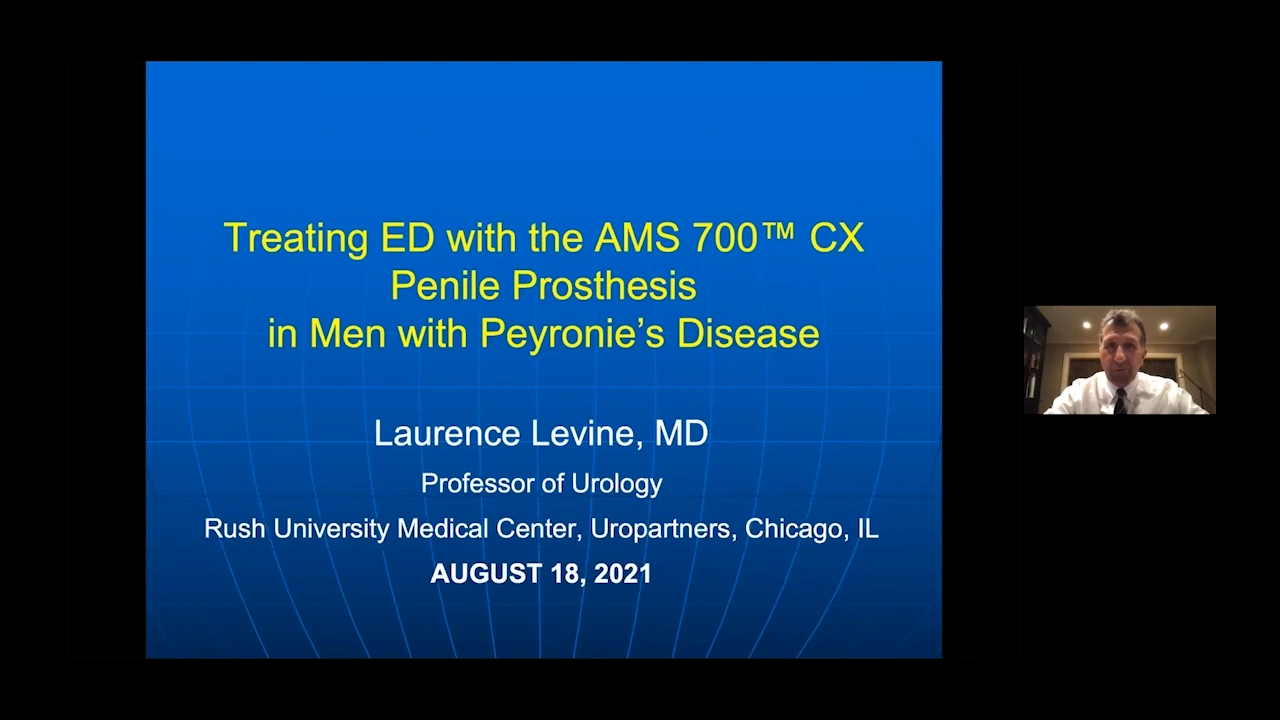 Treating ED with the AMS 700™ CX
Penile Prosthesis
in Men with Peyronie’s Disease
Laurence Levine, MD
Professor of Urology
Rush University Medical Center, Uropartners, Chicago, IL
AUGUST 18, 2021